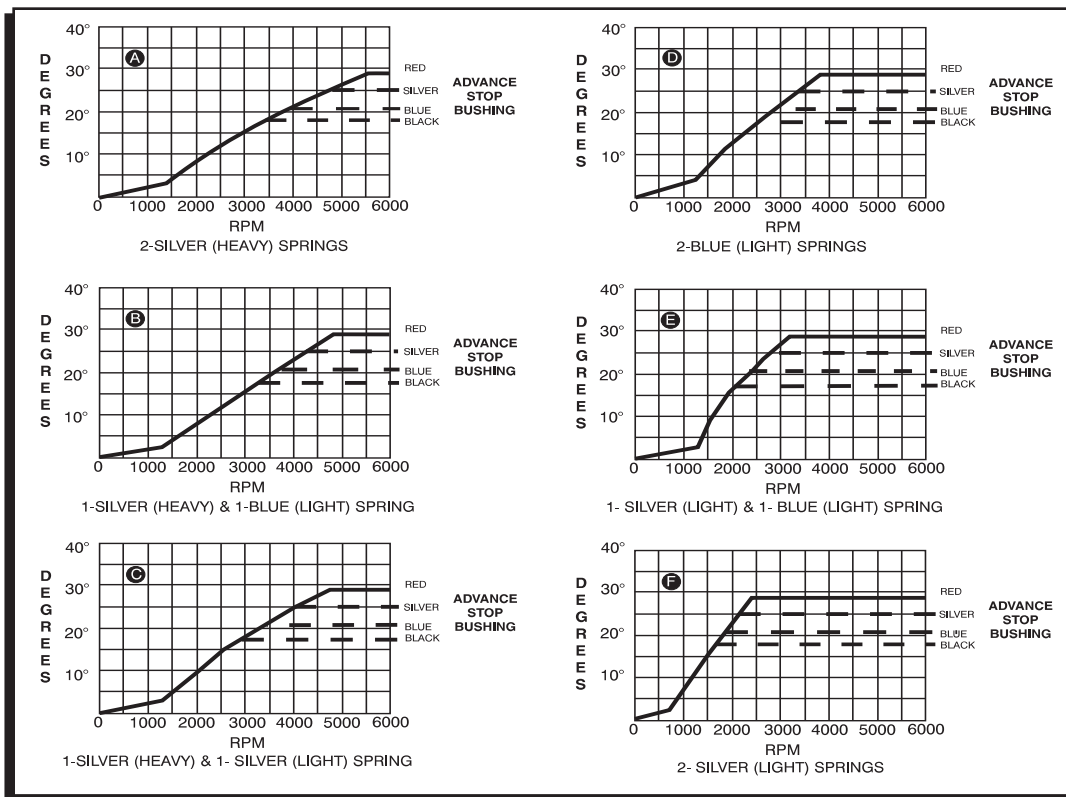 A
DEGREES
40°
30°
20°
10°
0 1000 2000 3000 4000 5000 6000
RPM
RED
SILVER
BLUE
BLACK
ADVANCE
STOP
BUSHING
2-SILVER (HEAVY) SPRINGS
D
DEGREES
40°
30°
20°
10°
0 1000 2000 3000 4000 5000 6000
RPM
RED
SILVER
BLUE
BLACK
ADVANCE
STOP
BUSHING
2-BLUE (LIGHT) SPRINGS
B
DEGREES
40°
30°
20°
10°
0 1000 2000 3000 4000 5000 6000
RPM
RED
SILVER
BLUE
BLACK
ADVANCE
STOP
BUSHING
1-SILVER (HEAVY) & 1-BLUE (LIGHT) SPRING
E
DEGREES
40°
30°
20°
10°
0 1000 2000 3000 4000 5000 6000
RPM
RED
SILVER
BLUE
BLACK
ADVANCE
STOP
BUSHING
1- SILVER (LIGHT) & 1- BLUE (LIGHT) SPRING
C
DEGREES
40°
30°
20°
10°
0 1000 2000 3000 4000 5000 6000
RPM
RED
SILVER
BLUE
BLACK
ADVANCE
STOP
BUSHING
1-SILVER (HEAVY) & 1- SILVER (LIGHT) SPRING
F
DEGREES
40°
30°
20°
10°
0 1000 2000 3000 4000 5000 6000
RPM
RED
SILVER
BLUE
BLACK
ADVANCE
STOP
BUSHING
2- SILVER (LIGHT) SPRINGS